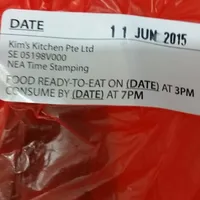 DATE 11 JUN 2015
Kim's Kitchen Pte Ltd
SE 05198V000
NEA Time Stamping
FOOD READY-TO-EAT ON (DATE) AT 3PM
CONSUME BY (DATE) AT 7PM